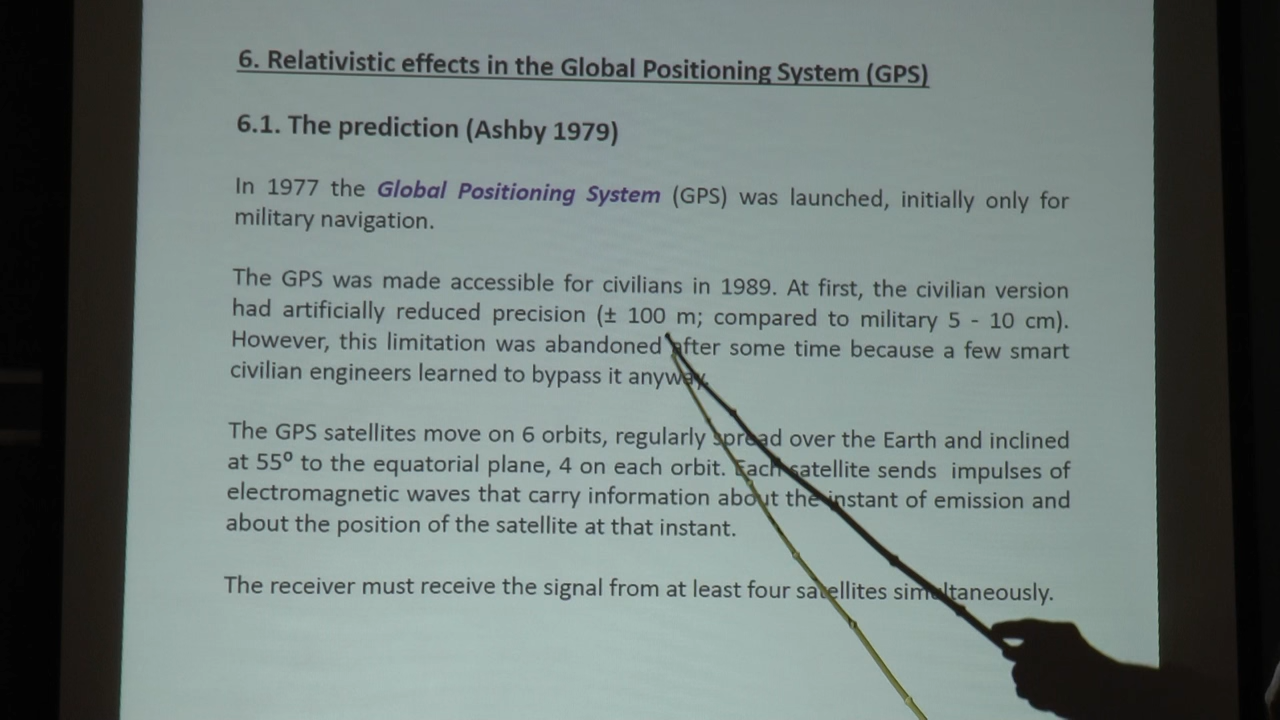 6. Relativistic effects in the Global Positioning System (GPS)
6.1. The prediction (Ashby 1979)
In 1977 the Global Positioning System (GPS) was launched, initially only for
military navigation.
The GPS was made accessible for civilians in 1989. At first, the civilian version
had artificially reduced precision (± 100 m; compared to military 5 - 10 cm).
However, this limitation was abandoned after some time because a few smart
civilian engineers learned to bypass it anyway.
The GPS satellites move on 6 orbits, regularly spread over the Earth and inclined
at 55º to the equatorial plane, 4 on each orbit. Each satellite sends impulses of
electromagnetic waves that carry information about the instant of emission and
about the position of the satellite at that instant.
The receiver must receive the signal from at least four satellites simultaneously.